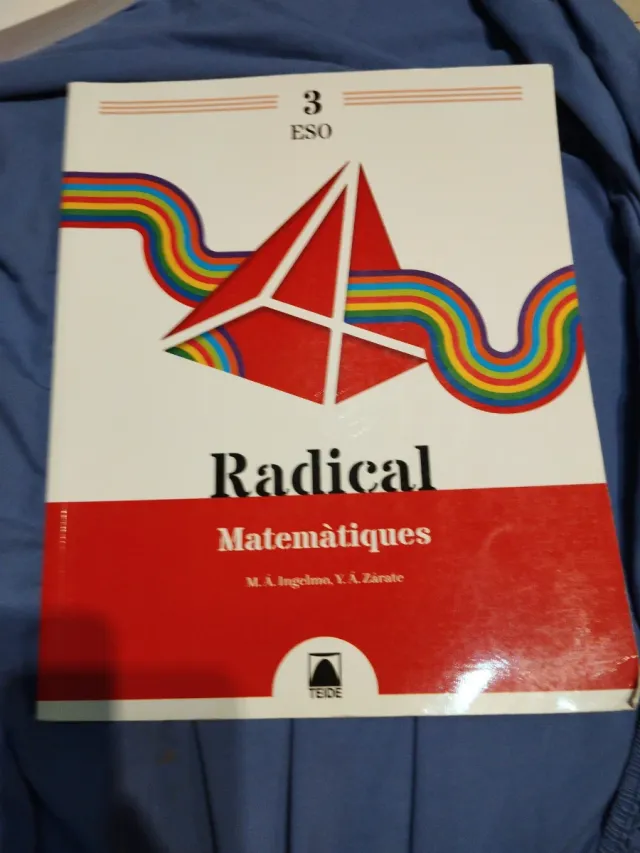 3
ESO
Radical
Matemàtiques
M. Á. Ingelmo, Y. Á. Zárate
TEIDE